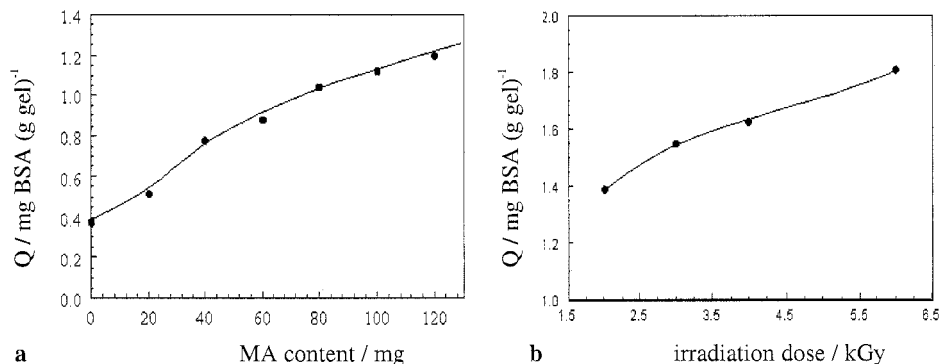 1.4
1.2
1.0
0.8
0.6
0.4
0.2
0.0
Q / mg BSA (g gel)-1
0 20 40 60 80 100 120
a MA content / mg
2.0
1.8
1.6
1.4
1.2
1.0
Q / mg BSA (g gel)-1
1.5 2.5 3.5 4.5 5.5 6.5
b irradiation dose / kGy